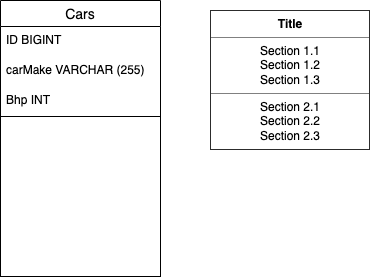 Cars
ID BIGINT
carMake VARCHAR (255)
Bhp INT
Title
Section 1.1
Section 1.2
Section 1.3
Section 2.1
Section 2.2
Section 2.3